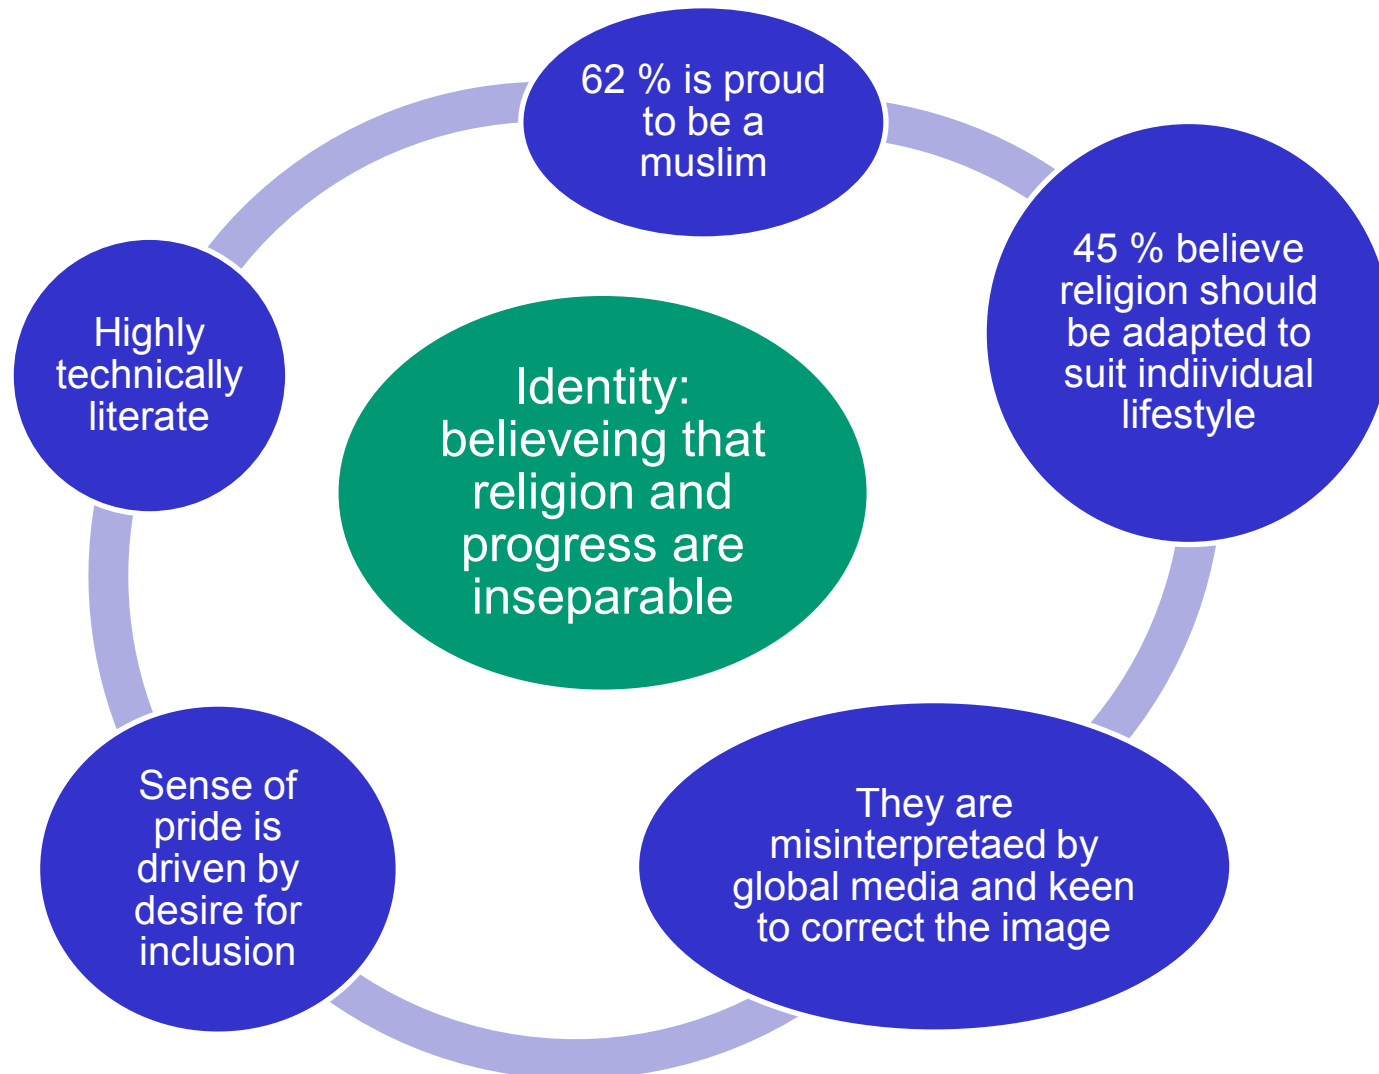 62 % is proud
to be a
muslim
45 % believe
religion should
be adapted to
suit indiividual
lifestyle
They are
misinterpretaed by
global media and keen
to correct the image
Sense of
pride is
driven by
desire for
inclusion
Highly
technically
literate
Identity:
believeing that
religion and
progress are
inseparable